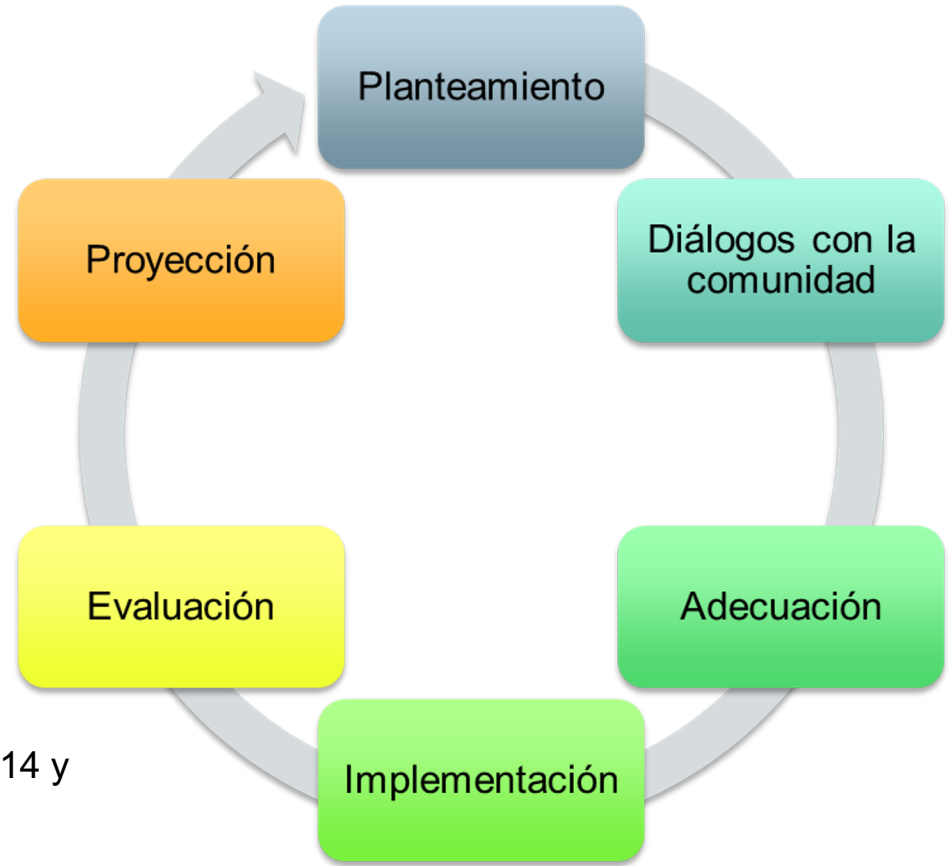 Planteamiento
Diálogos con la
comunidad
Adecuación
Implementación
Evaluación
Proyección
14 y